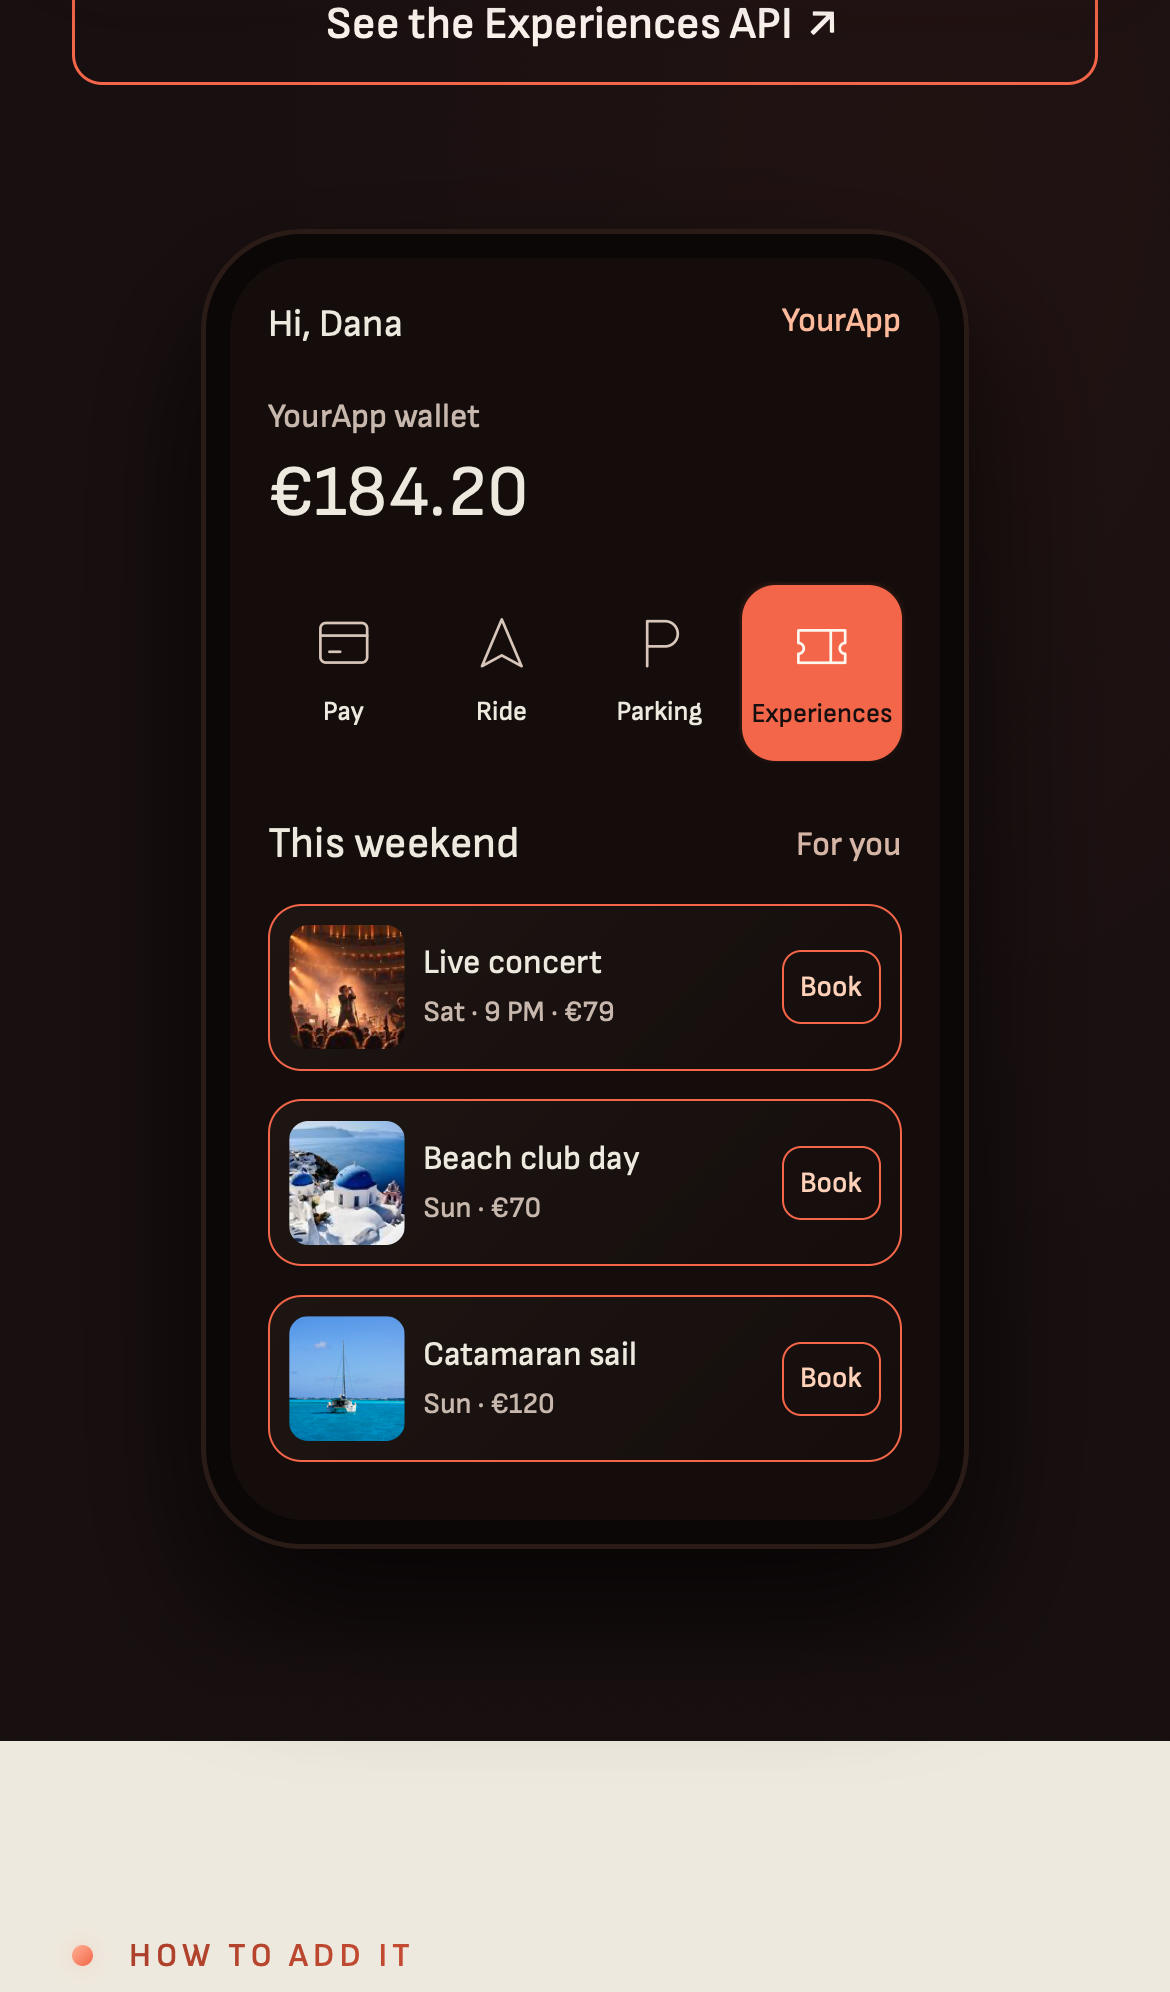 See the Experiences API ↗
Hi, Dana
YourApp
YourApp wallet
€184.20
Pay
Ride
Parking
Experiences
This weekend
For you
Live concert
Sat · 9 PM · €79
Book
Beach club day
Sun · €70
Book
Catamaran sail
Sun · €120
Book
HOW TO ADD IT